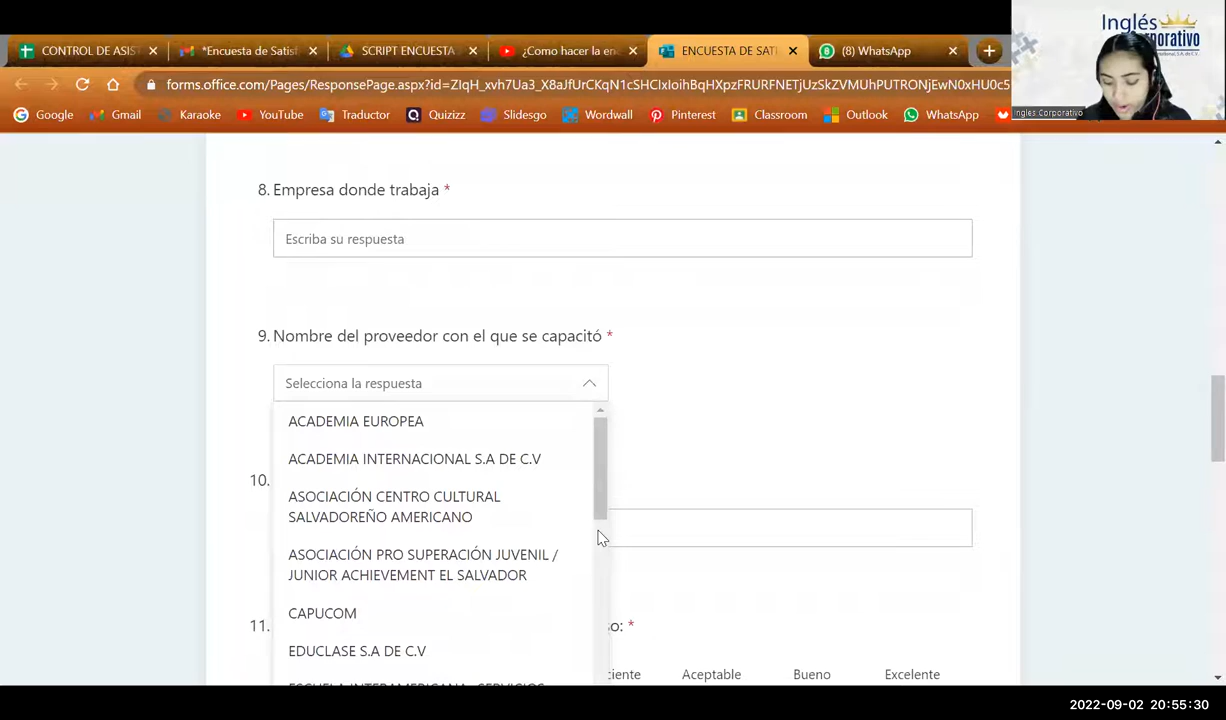 CONTROL DE ASIS
*Encuesta de Satisf
SCRIPT ENCUESTA
¿Como hacer la en
ENCUESTA DE SATI
(8) WhatsApp
Inglés
Corporativo
forms.office.com/Pages/ResponsePage.aspx?id=ZIqH_xvh7Ua3_X8aJfUrCKqN1cSHCIxIoihBqHXpzFRURFNETjUzSkZVMUhPUTRONjEwN0xHU0c5
Google
Gmail
Karaoke
YouTube
Traductor
Quizizz
Slidesgo
Wordwall
Pinterest
Classroom
Outlook
WhatsApp
Ingles Corporativo
8. Empresa donde trabaja *
Escriba su respuesta
9. Nombre del proveedor con el que se capacitó *
Selecciona la respuesta
ACADEMIA EUROPEA
ACADEMIA INTERNACIONAL S.A DE C.V
10.
ASOCIACIÓN CENTRO CULTURAL
SALVADOREÑO AMERICANO
ASOCIACIÓN PRO SUPERACIÓN JUVENIL /
JUNIOR ACHIEVEMENT EL SALVADOR
CAPUCOM
11.
so: *
EDUCLASE S.A DE C.V
ciente
Aceptable
Bueno
Excelente
2022-09-02 20:55:30